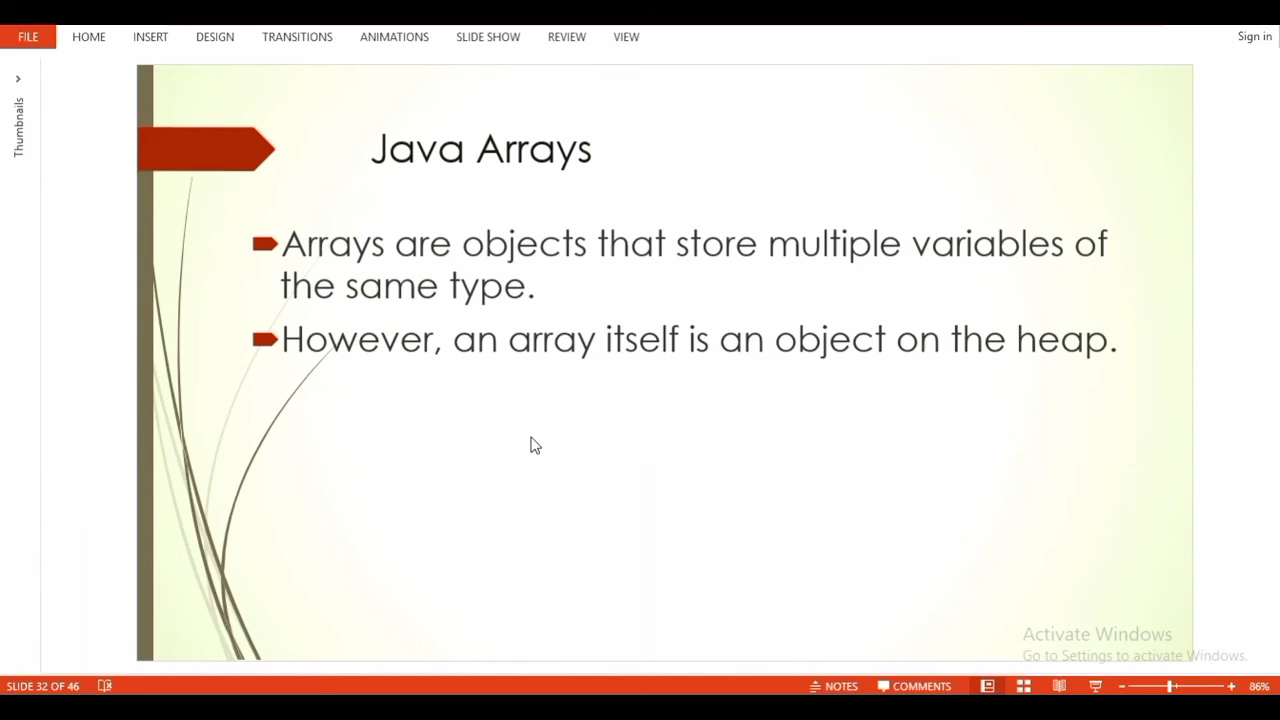 FILE HOME INSERT DESIGN TRANSITIONS ANIMATIONS SLIDE SHOW REVIEW VIEW Sign in
Thumbnails
Java Arrays
Arrays are objects that store multiple variables of
the same type.
However, an array itself is an object on the heap.
Activate Windows
Go to Settings to activate Windows.
SLIDE 32 OF 46 NOTES COMMENTS 86%